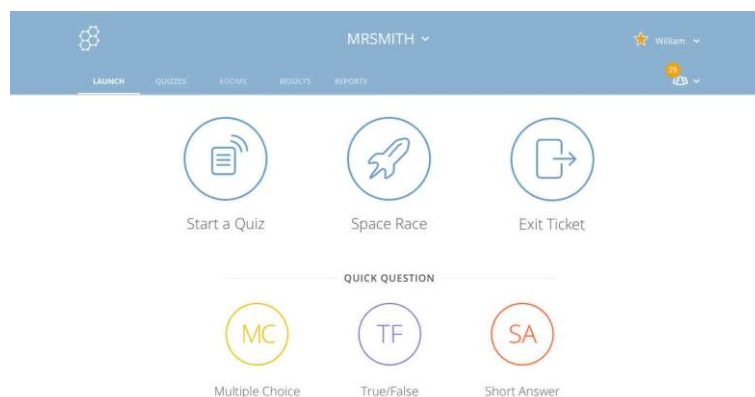 MRSMITH
William
LAUNCH QUIZZES ROOMS RESULTS REPORTS
29
Start a Quiz Space Race Exit Ticket
QUICK QUESTION
MC TF SA
Multiple Choice True/False Short Answer